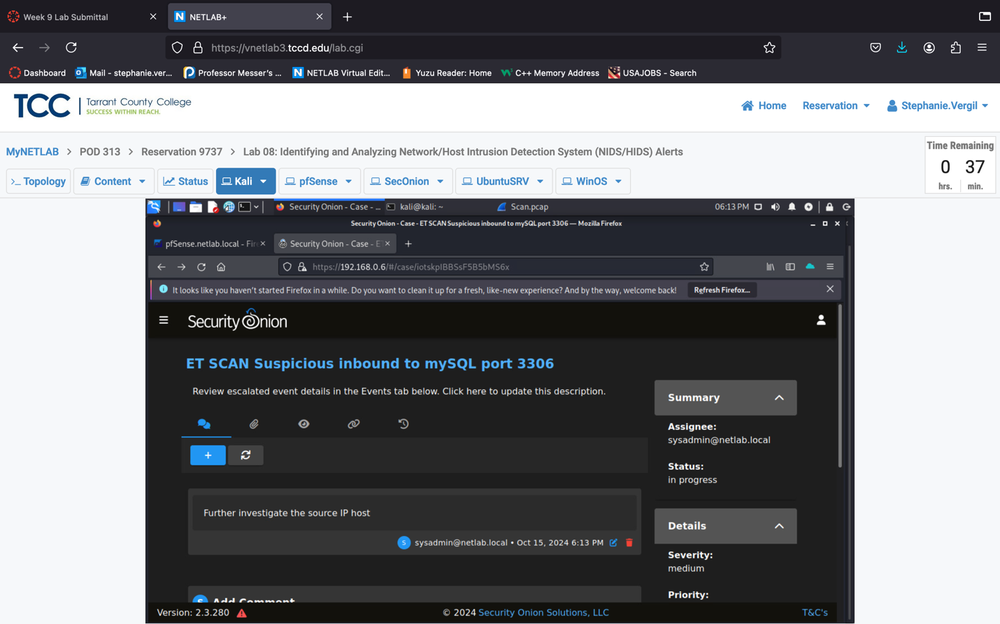 Week 9 Lab Submittal
NETLAB+
https://vnetlab3.tccd.edu/lab.cgi
Dashboard
Mail - stephanie.ver...
Professor Messer's ...
NETLAB Virtual Edit...
Yuzu Reader: Home
C++ Memory Address
USAJOBS - Search
TCC
Tarrant County College
SUCCESS WITHIN REACH.
Home
Reservation
Stephanie.Vergil
MyNETLAB > POD 313 > Reservation 9737 > Lab 08: Identifying and Analyzing Network/Host Intrusion Detection System (NIDS/HIDS) Alerts
Time Remaining
0 37
hrs. min.
Topology
Content
Status
Kali
pfSense
SecOnion
UbuntuSRV
WinOS
Security Onion - Case - ...
kali@kali: ~
Scan.pcap
06:13 PM
Security Onion - Case - ET SCAN Suspicious inbound to mySQL port 3306 — Mozilla Firefox
pfSense.netlab.local - Fire
Security Onion - Case - ET
https://192.168.0.6/#/case/iotskpIBBSsF5B5bMS6x
It looks like you haven't started Firefox in a while. Do you want to clean it up for a fresh, like-new experience? And by the way, welcome back!
Refresh Firefox...
Security Onion
ET SCAN Suspicious inbound to mySQL port 3306
Review escalated event details in the Events tab below. Click here to update this description.
Summary
Assignee:
sysadmin@netlab.local
Status:
in progress
Further investigate the source IP host
S sysadmin@netlab.local • Oct 15, 2024 6:13 PM
Details
Severity:
medium
Priority:
S Add Comment
Version: 2.3.280
© 2024 Security Onion Solutions, LLC
T&C's